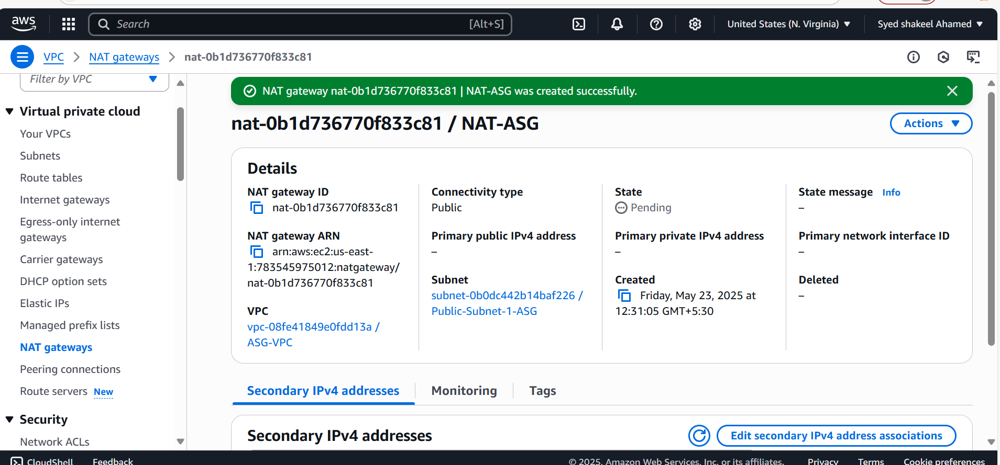 aws
Search [Alt+S]
United States (N. Virginia)
Syed shakeel Ahamed
VPC
NAT gateways
nat-0b1d736770f833c81
Filter by VPC
Virtual private cloud
Your VPCs
Subnets
Route tables
Internet gateways
Egress-only internet
gateways
Carrier gateways
DHCP option sets
Elastic IPs
Managed prefix lists
NAT gateways
Peering connections
Route servers New
Security
Network ACLs
NAT gateway nat-0b1d736770f833c81 | NAT-ASG was created successfully.
nat-0b1d736770f833c81 / NAT-ASG
Actions
Details
NAT gateway ID
nat-0b1d736770f833c81
NAT gateway ARN
arn:aws:ec2:us-east-
1:783545975012:natgateway/
nat-0b1d736770f833c81
VPC
vpc-08fe41849e0fdd13a /
ASG-VPC
Connectivity type
Public
Primary public IPv4 address
–
Subnet
subnet-0b0dc442b14baf226 /
Public-Subnet-1-ASG
State
Pending
Primary private IPv4 address
–
Created
Friday, May 23, 2025 at
12:31:05 GMT+5:30
State message Info
–
Primary network interface ID
–
Deleted
–
Secondary IPv4 addresses
Monitoring
Tags
Secondary IPv4 addresses
Edit secondary IPv4 address associations
CloudShell
Feedback
© 2025, Amazon Web Services, Inc. or its affiliates.
Privacy
Terms
Cookie preferences